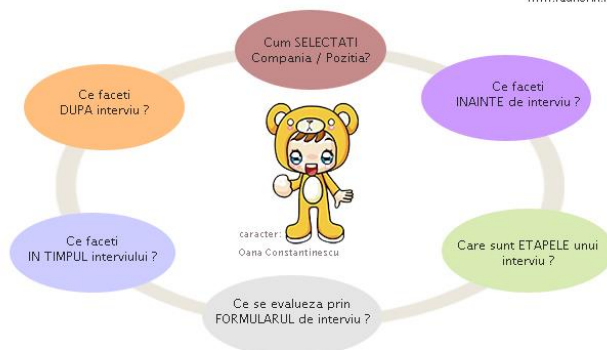 Cum SELECTATI
Compania / Pozitia?
Ce faceti
INAINTE de interviu ?
Care sunt ETAPELE unui
interviu ?
Ce se evalueza prin
FORMULARUL de interviu ?
Ce faceti
IN TIMPUL interviului ?
Ce faceti
DUPA interviu ?
caracter:
Oana Constantinescu